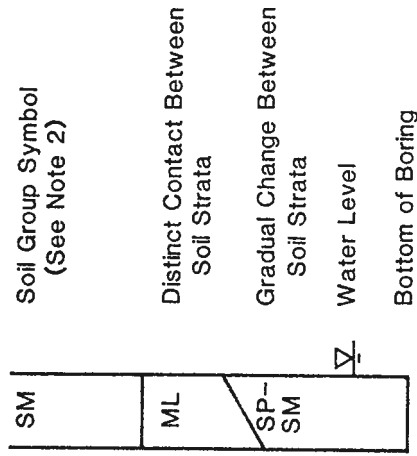 SM
ML
SP-
SM
Soil Group Symbol
(See Note 2)
Distinct Contact Between
Soil Strata
Gradual Change Between
Soil Strata
Water Level
Bottom of Boring